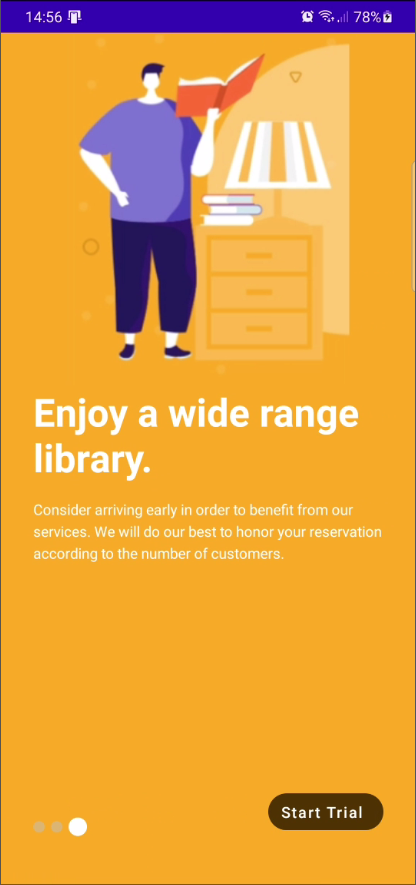 14:56 78%
Enjoy a wide range
library.
Consider arriving early in order to benefit from our
services. We will do our best to honor your reservation
according to the number of customers.
Start Trial